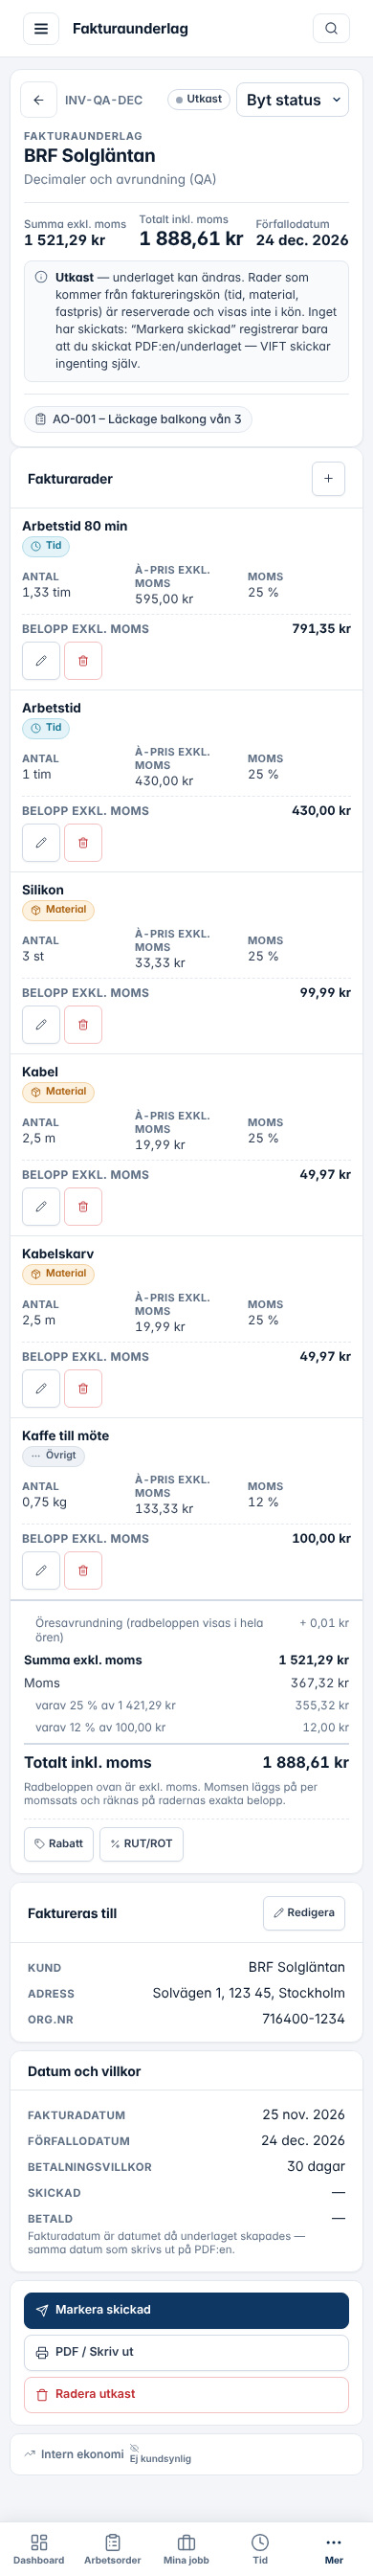 Fakturaunderlag
INV-QA-DEC
Utkast
Byt status
FAKTURAUNDERLAG
BRF Solgläntan
Decimaler och avrundning (QA)
Summa exkl. moms
1 521,29 kr
Totalt inkl. moms
1 888,61 kr
Förfallodatum
24 dec. 2026
Utkast — underlaget kan ändras. Rader som
kommer från faktureringskön (tid, material,
fastpris) är reserverade och visas inte i kön. Inget
har skickats: "Markera skickad" registrerar bara
att du skickat PDF:en/underlaget — VIFT skickar
ingenting själv.
AO-001 – Läckage balkong vån 3
Fakturarader
Arbetstid 80 min
Tid
ANTAL
1,33 tim
À-PRIS EXKL.
MOMS
595,00 kr
MOMS
25 %
BELOPP EXKL. MOMS
791,35 kr
Arbetstid
Tid
ANTAL
1 tim
À-PRIS EXKL.
MOMS
430,00 kr
MOMS
25 %
BELOPP EXKL. MOMS
430,00 kr
Silikon
Material
ANTAL
3 st
À-PRIS EXKL.
MOMS
33,33 kr
MOMS
25 %
BELOPP EXKL. MOMS
99,99 kr
Kabel
Material
ANTAL
2,5 m
À-PRIS EXKL.
MOMS
19,99 kr
MOMS
25 %
BELOPP EXKL. MOMS
49,97 kr
Kabelskarv
Material
ANTAL
2,5 m
À-PRIS EXKL.
MOMS
19,99 kr
MOMS
25 %
BELOPP EXKL. MOMS
49,97 kr
Kaffe till möte
Övrigt
ANTAL
0,75 kg
À-PRIS EXKL.
MOMS
133,33 kr
MOMS
12 %
BELOPP EXKL. MOMS
100,00 kr
Öresavrundning (radbeloppen visas i hela
ören)
+ 0,01 kr
Summa exkl. moms
1 521,29 kr
Moms
367,32 kr
varav 25 % av 1 421,29 kr
355,32 kr
varav 12 % av 100,00 kr
12,00 kr
Totalt inkl. moms
1 888,61 kr
Radbeloppen ovan är exkl. moms. Momsen läggs på per
momssats och räknas på radernas exakta belopp.
Rabatt
RUT/ROT
Faktureras till
Redigera
KUND
BRF Solgläntan
ADRESS
Solvägen 1, 123 45, Stockholm
ORG.NR
716400-1234
Datum och villkor
FAKTURADATUM
25 nov. 2026
FÖRFALLODATUM
24 dec. 2026
BETALNINGSVILLKOR
30 dagar
SKICKAD
—
BETALD
—
Fakturadatum är datumet då underlaget skapades —
samma datum som skrivs ut på PDF:en.
Markera skickad
PDF / Skriv ut
Radera utkast
Intern ekonomi
Ej kundsynlig
Dashboard
Arbetsorder
Mina jobb
Tid
Mer